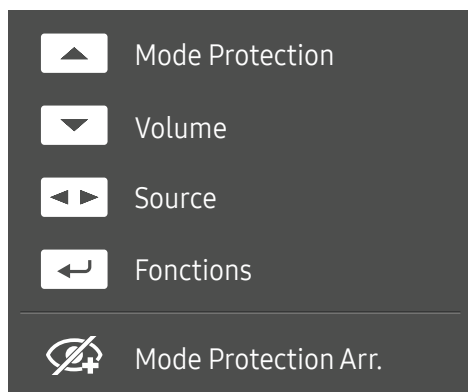 Mode Protection
Volume
Source
Fonctions
Mode Protection Arr.